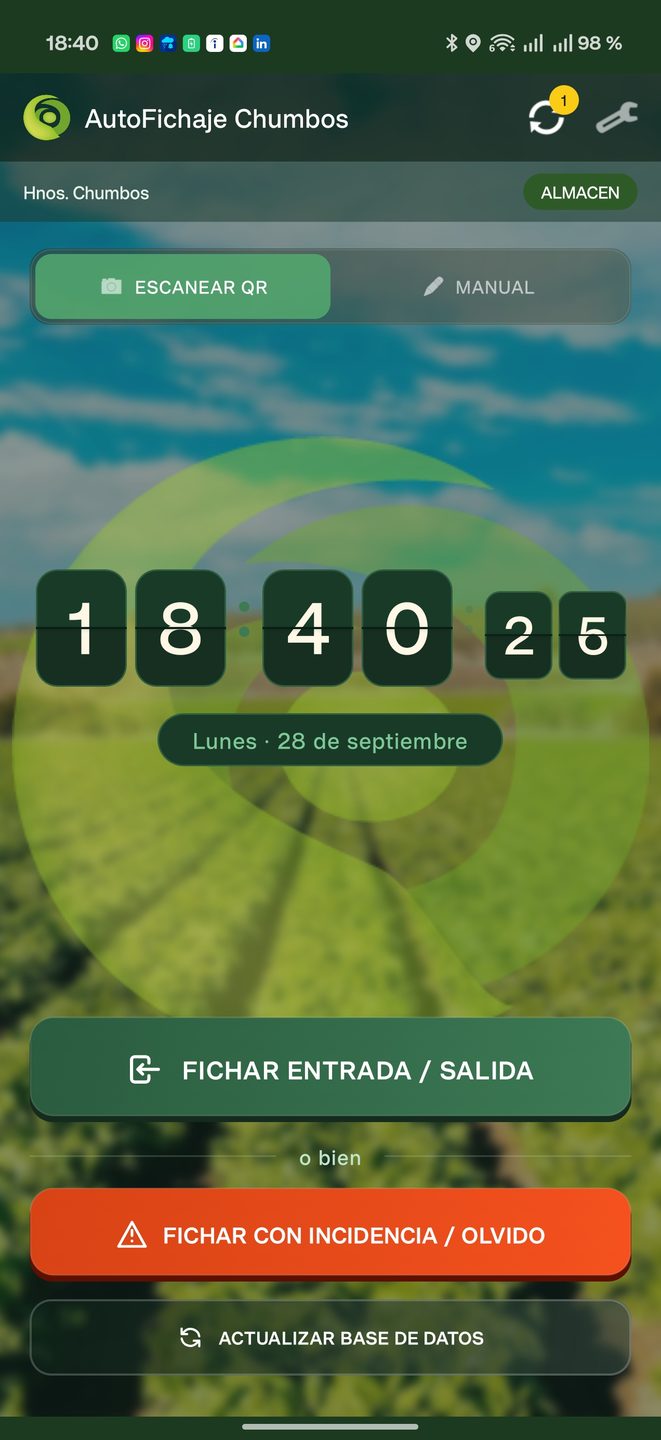 18:40
98 %
AutoFichaje Chumbos
1
Hnos. Chumbos
ALMACEN
ESCANEAR QR
MANUAL
18 40 26
Lunes · 28 de septiembre
FICHAR ENTRADA / SALIDA
o bien
FICHAR CON INCIDENCIA / OLVIDO
ACTUALIZAR BASE DE DATOS